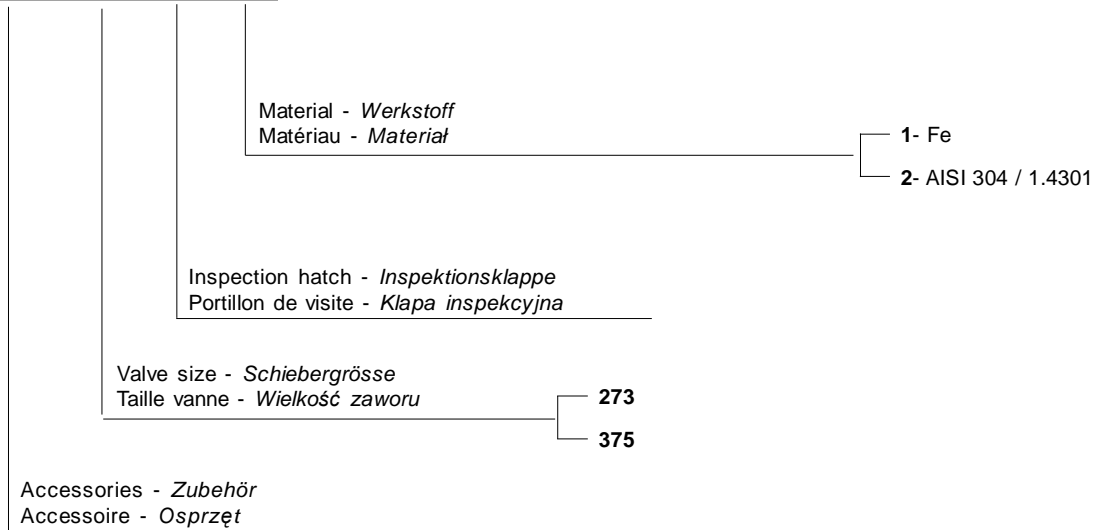 Material - Werkstoff
Matériau - Materiał
1- Fe
2- AISI 304 / 1.4301
Inspection hatch - Inspektionsklappe
Portillon de visite - Klapa inspekcyjna
Valve size - Schiebergrösse
Taille vanne - Wielkość zaworu
273
375
Accessories - Zubehör
Accessoire - Osprzęt